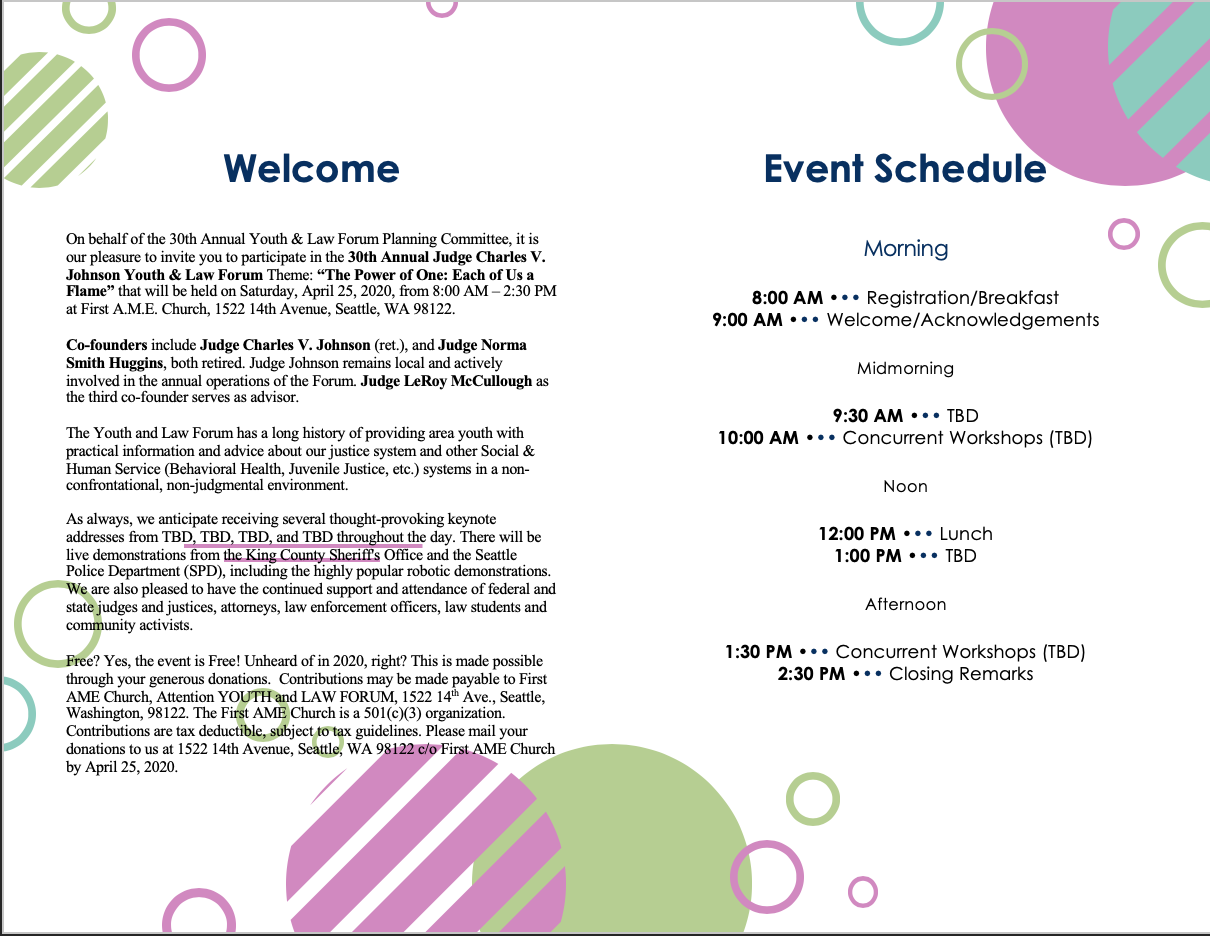 Welcome
On behalf of the 30th Annual Youth & Law Forum Planning Committee, it is
our pleasure to invite you to participate in the 30th Annual Judge Charles V.
Johnson Youth & Law Forum Theme: “The Power of One: Each of Us a
Flame” that will be held on Saturday, April 25, 2020, from 8:00 AM – 2:30 PM
at First A.M.E. Church, 1522 14th Avenue, Seattle, WA 98122.
Co-founders include Judge Charles V. Johnson (ret.), and Judge Norma
Smith Huggins, both retired. Judge Johnson remains local and actively
involved in the annual operations of the Forum. Judge LeRoy McCullough as
the third co-founder serves as advisor.
The Youth and Law Forum has a long history of providing area youth with
practical information and advice about our justice system and other Social &
Human Service (Behavioral Health, Juvenile Justice, etc.) systems in a non-
confrontational, non-judgmental environment.
As always, we anticipate receiving several thought-provoking keynote
addresses from TBD, TBD, TBD, and TBD throughout the day. There will be
live demonstrations from the King County Sheriff's Office and the Seattle
Police Department (SPD), including the highly popular robotic demonstrations.
We are also pleased to have the continued support and attendance of federal and
state judges and justices, attorneys, law enforcement officers, law students and
community activists.
Free? Yes, the event is Free! Unheard of in 2020, right? This is made possible
through your generous donations.  Contributions may be made payable to First
AME Church, Attention YOUTH and LAW FORUM, 1522 14th Ave., Seattle,
Washington, 98122. The First AME Church is a 501(c)(3) organization.
Contributions are tax deductible, subject to tax guidelines. Please mail your
donations to us at 1522 14th Avenue, Seattle, WA 98122 c/o First AME Church
by April 25, 2020.
Event Schedule
Morning
8:00 AM ••• Registration/Breakfast
9:00 AM ••• Welcome/Acknowledgements
Midmorning
9:30 AM ••• TBD
10:00 AM ••• Concurrent Workshops (TBD)
Noon
12:00 PM ••• Lunch
1:00 PM ••• TBD
Afternoon
1:30 PM ••• Concurrent Workshops (TBD)
2:30 PM ••• Closing Remarks